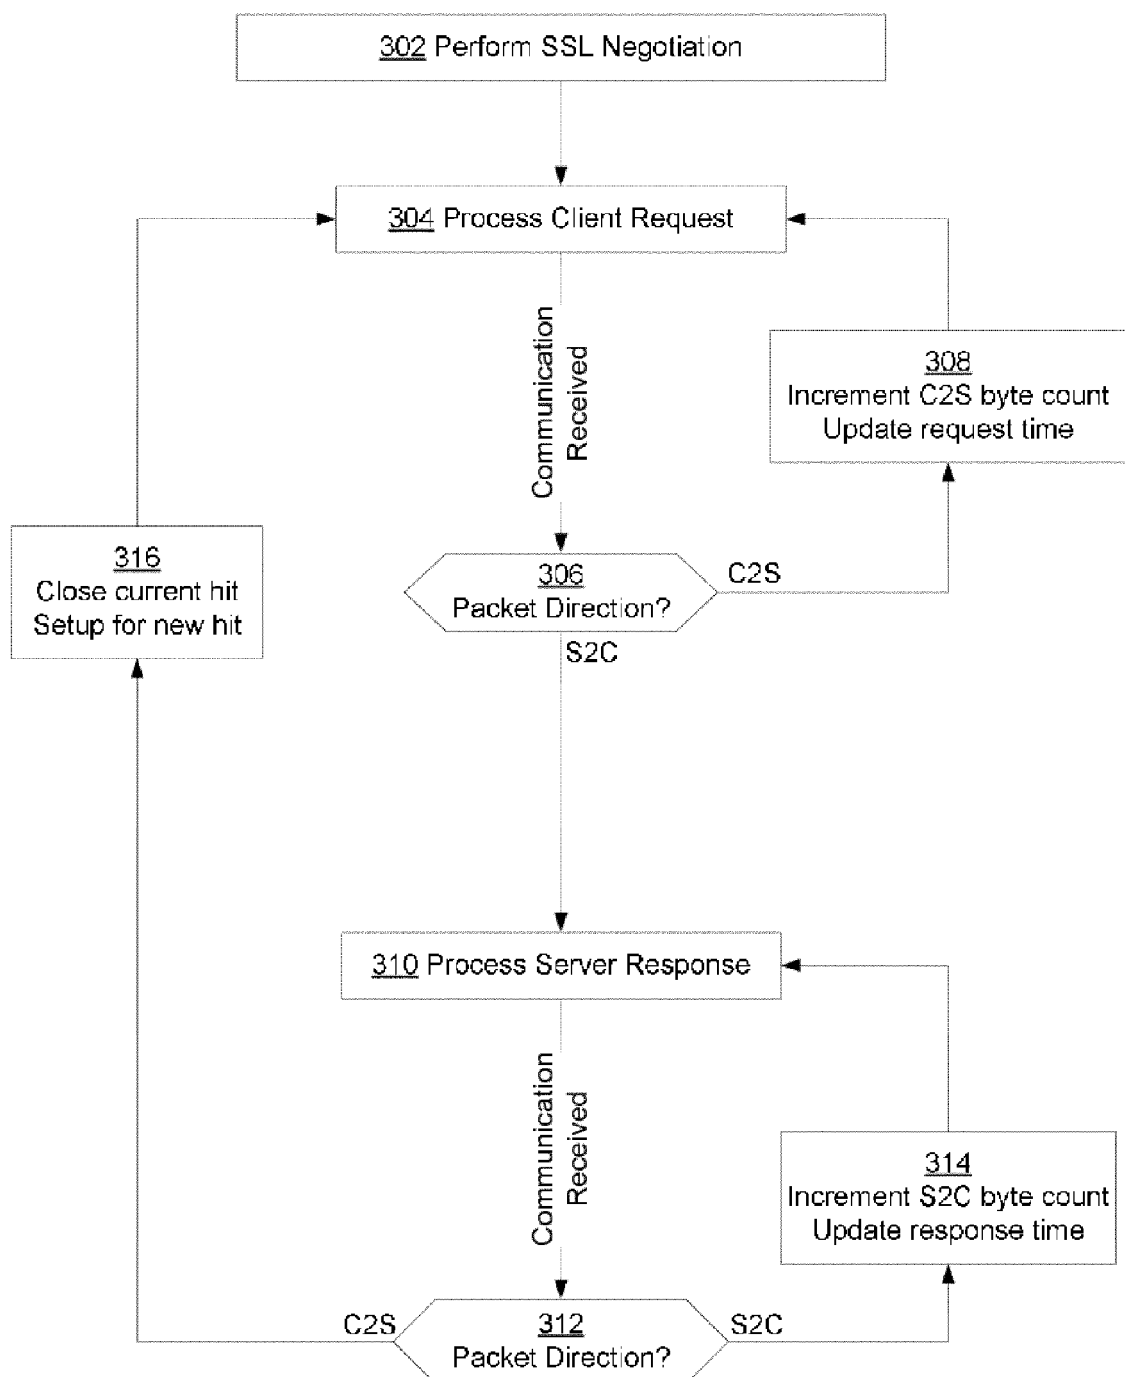 302 Perform SSL Negotiation
304 Process Client Request
Communication
Received
308
Increment C2S byte count
Update request time
316
Close current hit
Setup for new hit
306
Packet Direction?
C2S
S2C
310 Process Server Response
Communication
Received
314
Increment S2C byte count
Update response time
C2S
312
Packet Direction?
S2C